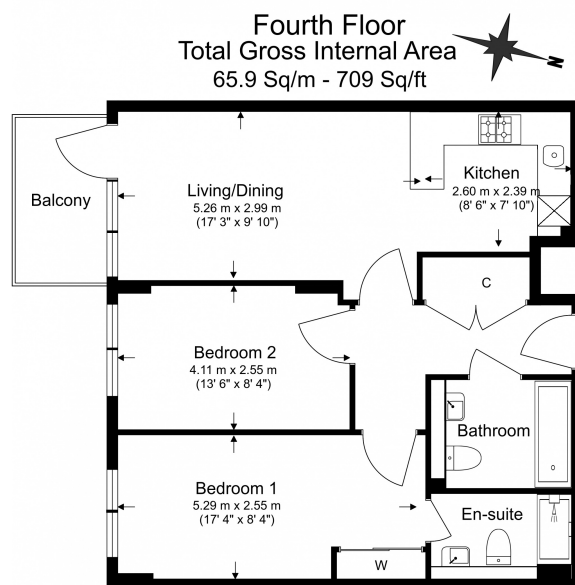 Fourth Floor
Total Gross Internal Area
65.9 Sq/m - 709 Sq/ft
N
Kitchen
2.60 m x 2.39 m
(8' 6" x 7' 10")
Living/Dining
5.26 m x 2.99 m
(17' 3" x 9' 10")
Balcony
C
Bedroom 2
4.11 m x 2.55 m
(13' 6" x 8' 4")
Bathroom
Bedroom 1
5.29 m x 2.55 m
(17' 4" x 8' 4")
En-suite
W